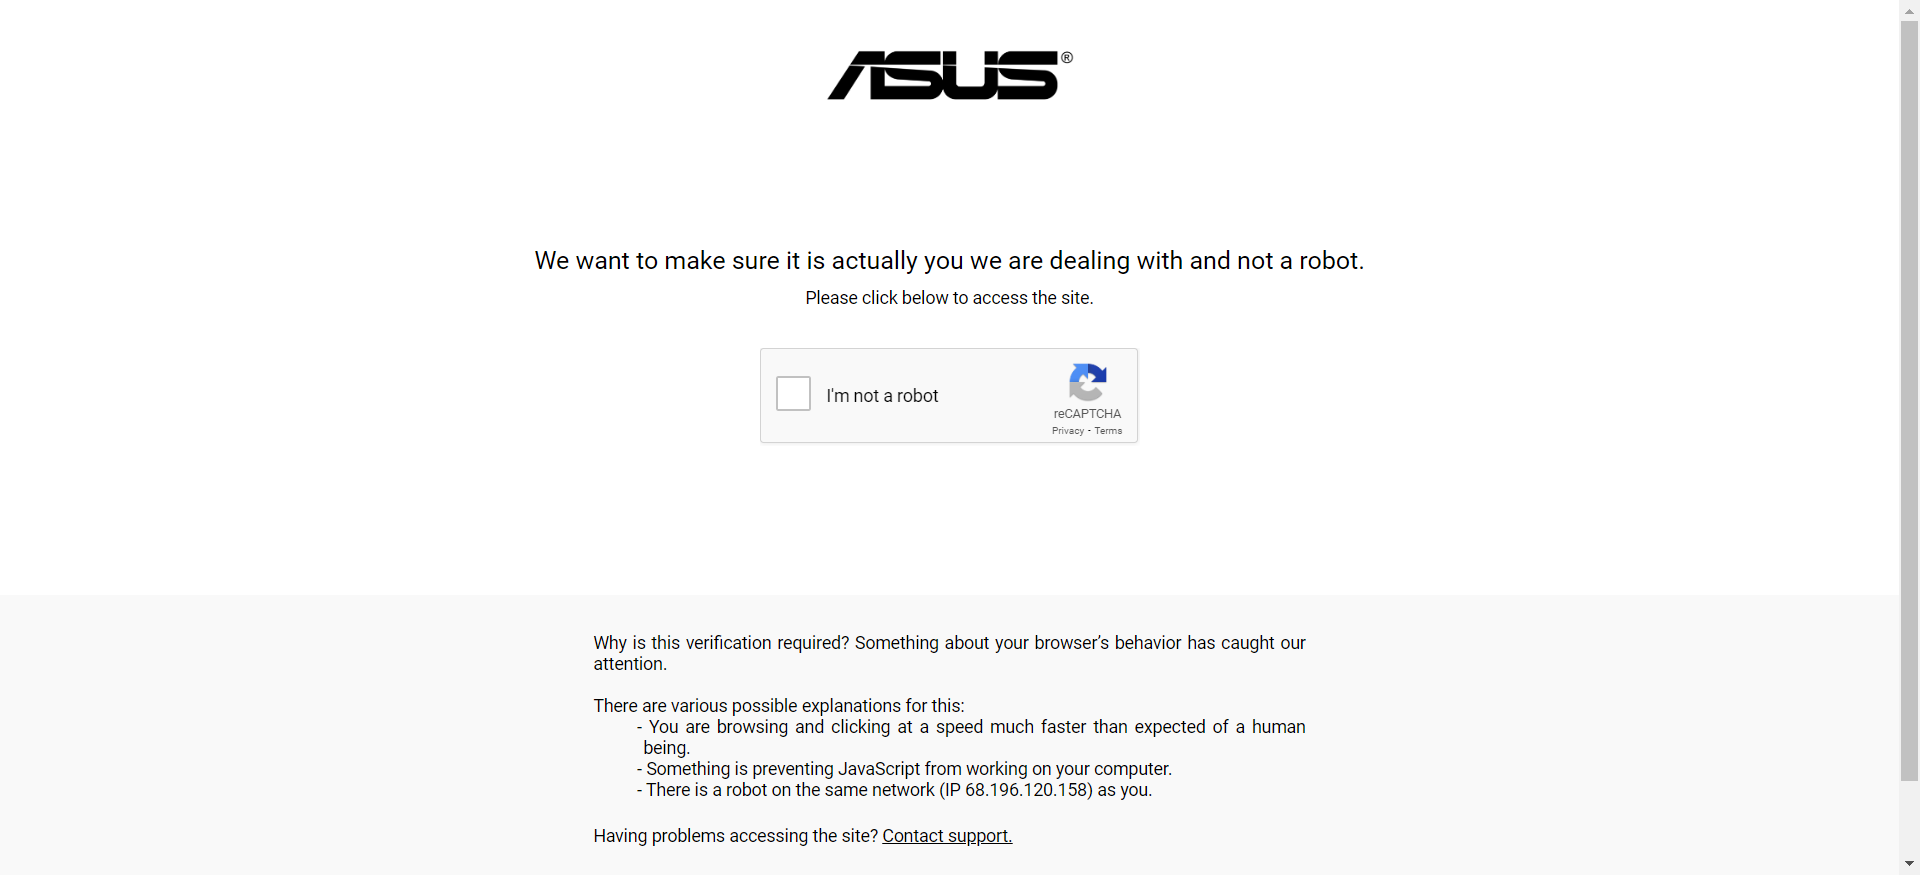 ASUS®
We want to make sure it is actually you we are dealing with and not a robot.
Please click below to access the site.
I'm not a robot
reCAPTCHA
Privacy - Terms
Why is this verification required? Something about your browser’s behavior has caught our
attention.
There are various possible explanations for this:
- You are browsing and clicking at a speed much faster than expected of a human
being.
- Something is preventing JavaScript from working on your computer.
- There is a robot on the same network (IP 68.196.120.158) as you.
Having problems accessing the site? Contact support.